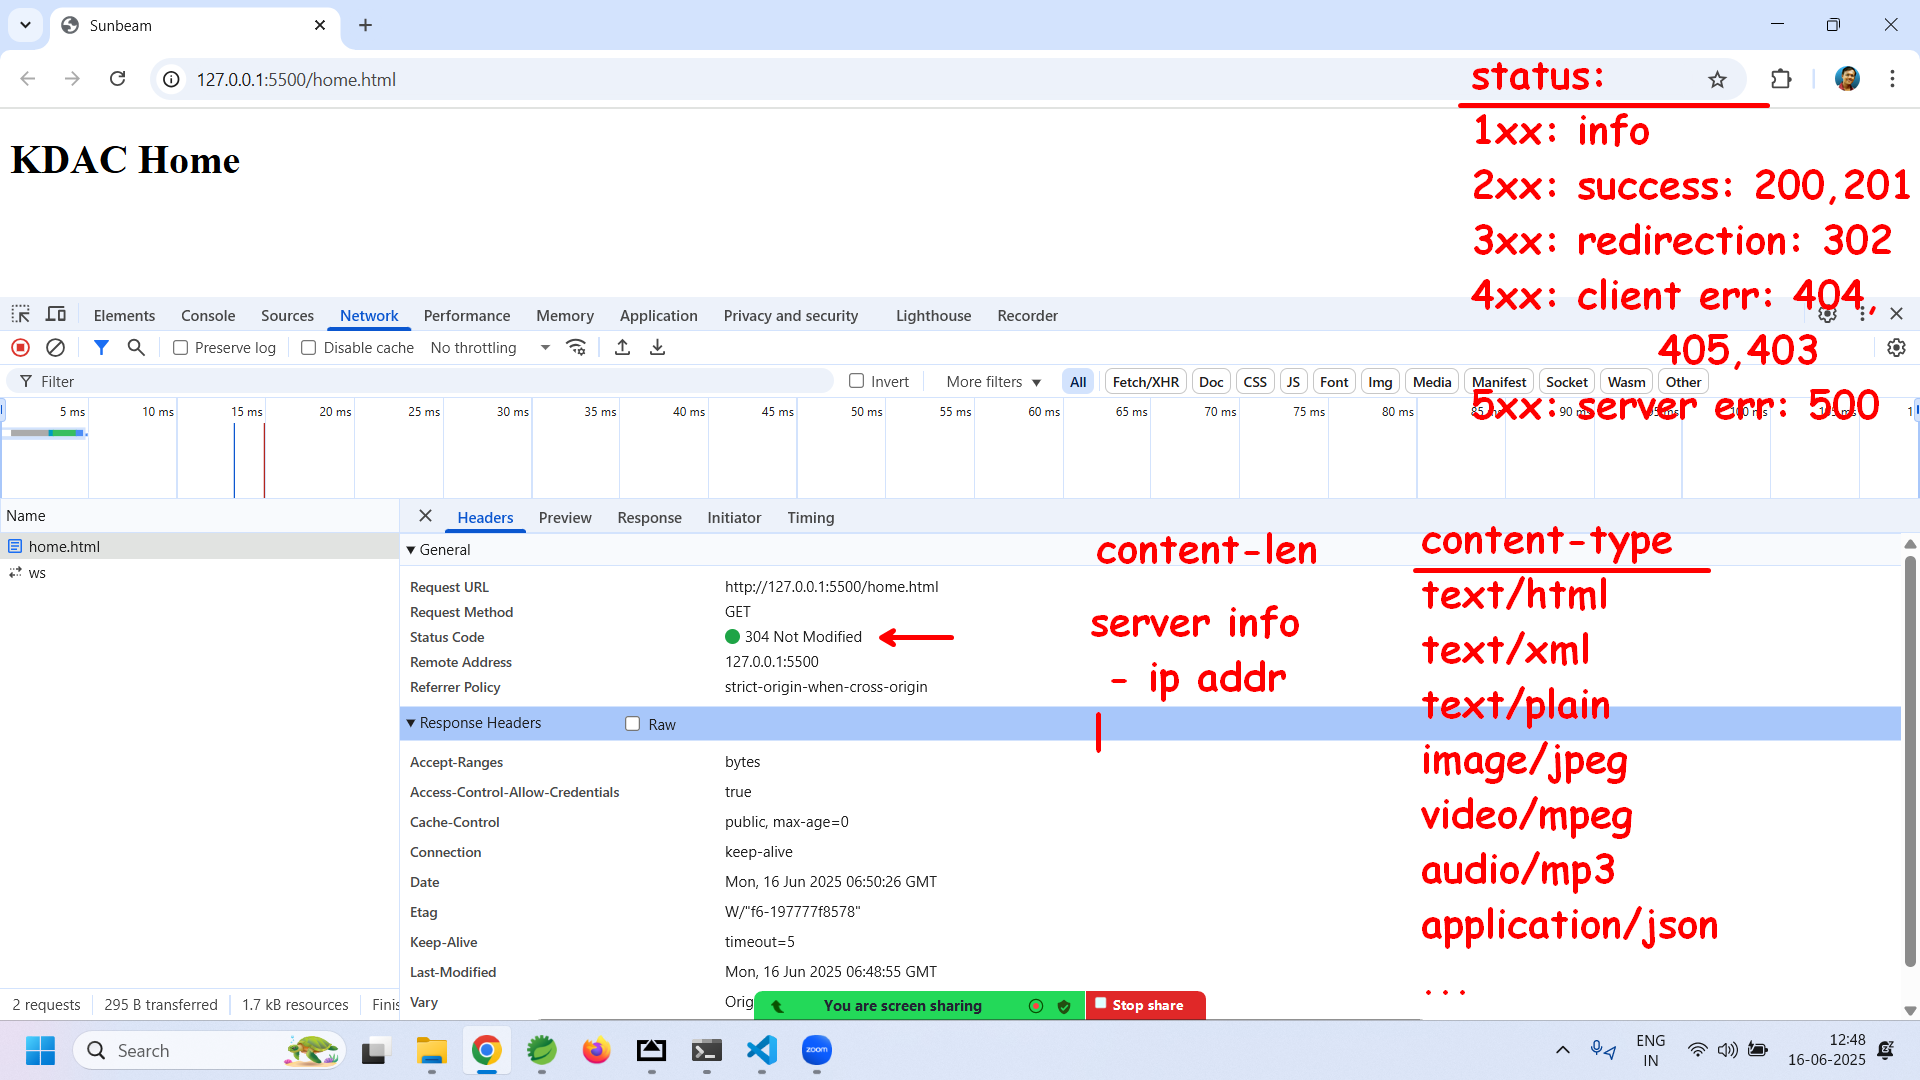 Sunbeam
127.0.0.1:5500/home.html
status:
1xx: info
KDAC Home
2xx: success: 200,201
3xx: redirection: 302
4xx: client err: 404,
405,403
5xx: server err: 500
Elements Console Sources Network Performance Memory Application Privacy and security Lighthouse Recorder
Preserve log Disable cache No throttling
Filter Invert More filters All Fetch/XHR Doc CSS JS Font Img Media Manifest Socket Wasm Other
5 ms 10 ms 15 ms 20 ms 25 ms 30 ms 35 ms 40 ms 45 ms 50 ms 55 ms 60 ms 65 ms 70 ms 75 ms 80 ms
Name
home.html
ws
Headers Preview Response Initiator Timing
General
Request URL http://127.0.0.1:5500/home.html
Request Method GET
Status Code 304 Not Modified
Remote Address 127.0.0.1:5500
Referrer Policy strict-origin-when-cross-origin
Response Headers Raw
Accept-Ranges bytes
Access-Control-Allow-Credentials true
Cache-Control public, max-age=0
Connection keep-alive
Date Mon, 16 Jun 2025 06:50:26 GMT
Etag W/"f6-197777f8578"
Keep-Alive timeout=5
Last-Modified Mon, 16 Jun 2025 06:48:55 GMT
Vary
content-len
server info
- ip addr
content-type
text/html
text/xml
text/plain
image/jpeg
video/mpeg
audio/mp3
application/json
...
2 requests 295 B transferred 1.7 kB resources
You are screen sharing Stop share
Search
zoom
ENG
IN
12:48
16-06-2025